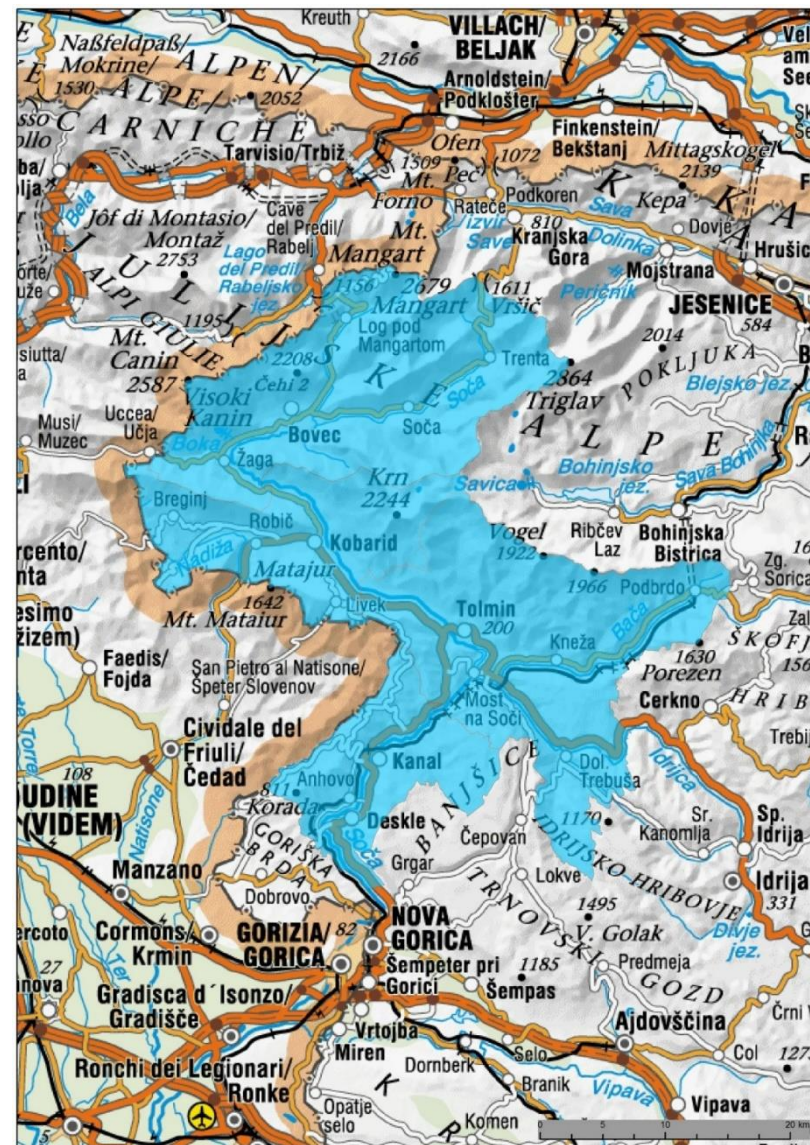 Kreuth
VILLACH/
BELJAK
Naßfeldpaß/
Mokrine/
1530
ALPEN/
ALPE/
CARNICHE
2052
2166
Arnoldstein/
Podklošter
Finkenstein/
Bekštanj
Mittagskogel
2139
Kepa
Tarvisio/Trbiž
Ofen
1509
Peč
1072
Mt.
Forno
Rateče
Podkoren
810
izvir
Save
Kranjska
Gora
Sava
Dolinka
Dovje
Hrušic
Mojstrana
Peričnik
JESENICE
584
Bela
Jôf di Montasio/
Montaž
2753
Cave
del Predil/
Rabelj
Lago
del Predil/
Rabeljsko
jez.
Mt.
Mangart
2679
Mangart
1156
1611
Vršič
JULIJSKE
ALPE
ALPI GIULIE
1195
Log pod
Mangartom
Trenta
2864
Triglav
2014
POKLJUKA
Blejsko jez.
Mt.
Canin
2587
Visoki
Kanin
2208
Čehi 2
Bovec
Soča
Soča
Musi/
Muzec
Uccea/
Učja
Boka
Žaga
Krn
2244
Savica
Bohinjsko
jez.
Sava Bohinjka
Ribčev
Laz
Bohinjska
Bistrica
Breginj
Robič
Kobarid
Nadiža
Matajur
1642
Mt. Mataiur
Livek
Vogel
1922
1966
Podbrdo
Zg.
Sorica
Tolmin
200
Kneža
Bača
1630
Porezen
Cerkno
Faedis/
Fojda
San Pietro al Natisone/
Špeter Slovenov
Most
na Soči
Cividale del
Friuli/
Čedad
108
Torre
UDINE
(VIDEM)
Natisone
Kanal
Anhovo
811
Korada
Deskle
Soča
BANJŠICE
Dol.
Trebuša
Idrijca
1170
Čepovan
Sr.
Kanomlja
Sp.
Idrija
Idrija
331
IDRIJSKO HRIBOVJE
Divje
jez.
GORIŠKA
BRDA
Dobrovo
Grgar
Lokve
TRNOVSKI
GOZD
1495
V. Golak
Manzano
Cormons/
Krmin
GORIZIA/
GORICA
82
NOVA
GORICA
Šempeter pri
Gorici
1185
Šempas
Predmeja
27
Ter
Gradisca d´Isonzo/
Gradišče
Ajdovščina
Ronchi dei Legionari/
Ronke
Vrtojba
Miren
Dornberk
Selo
Col
Branik
Vipava
Vipava
Opatje
selo
Komen
5
0 5 10 20 km